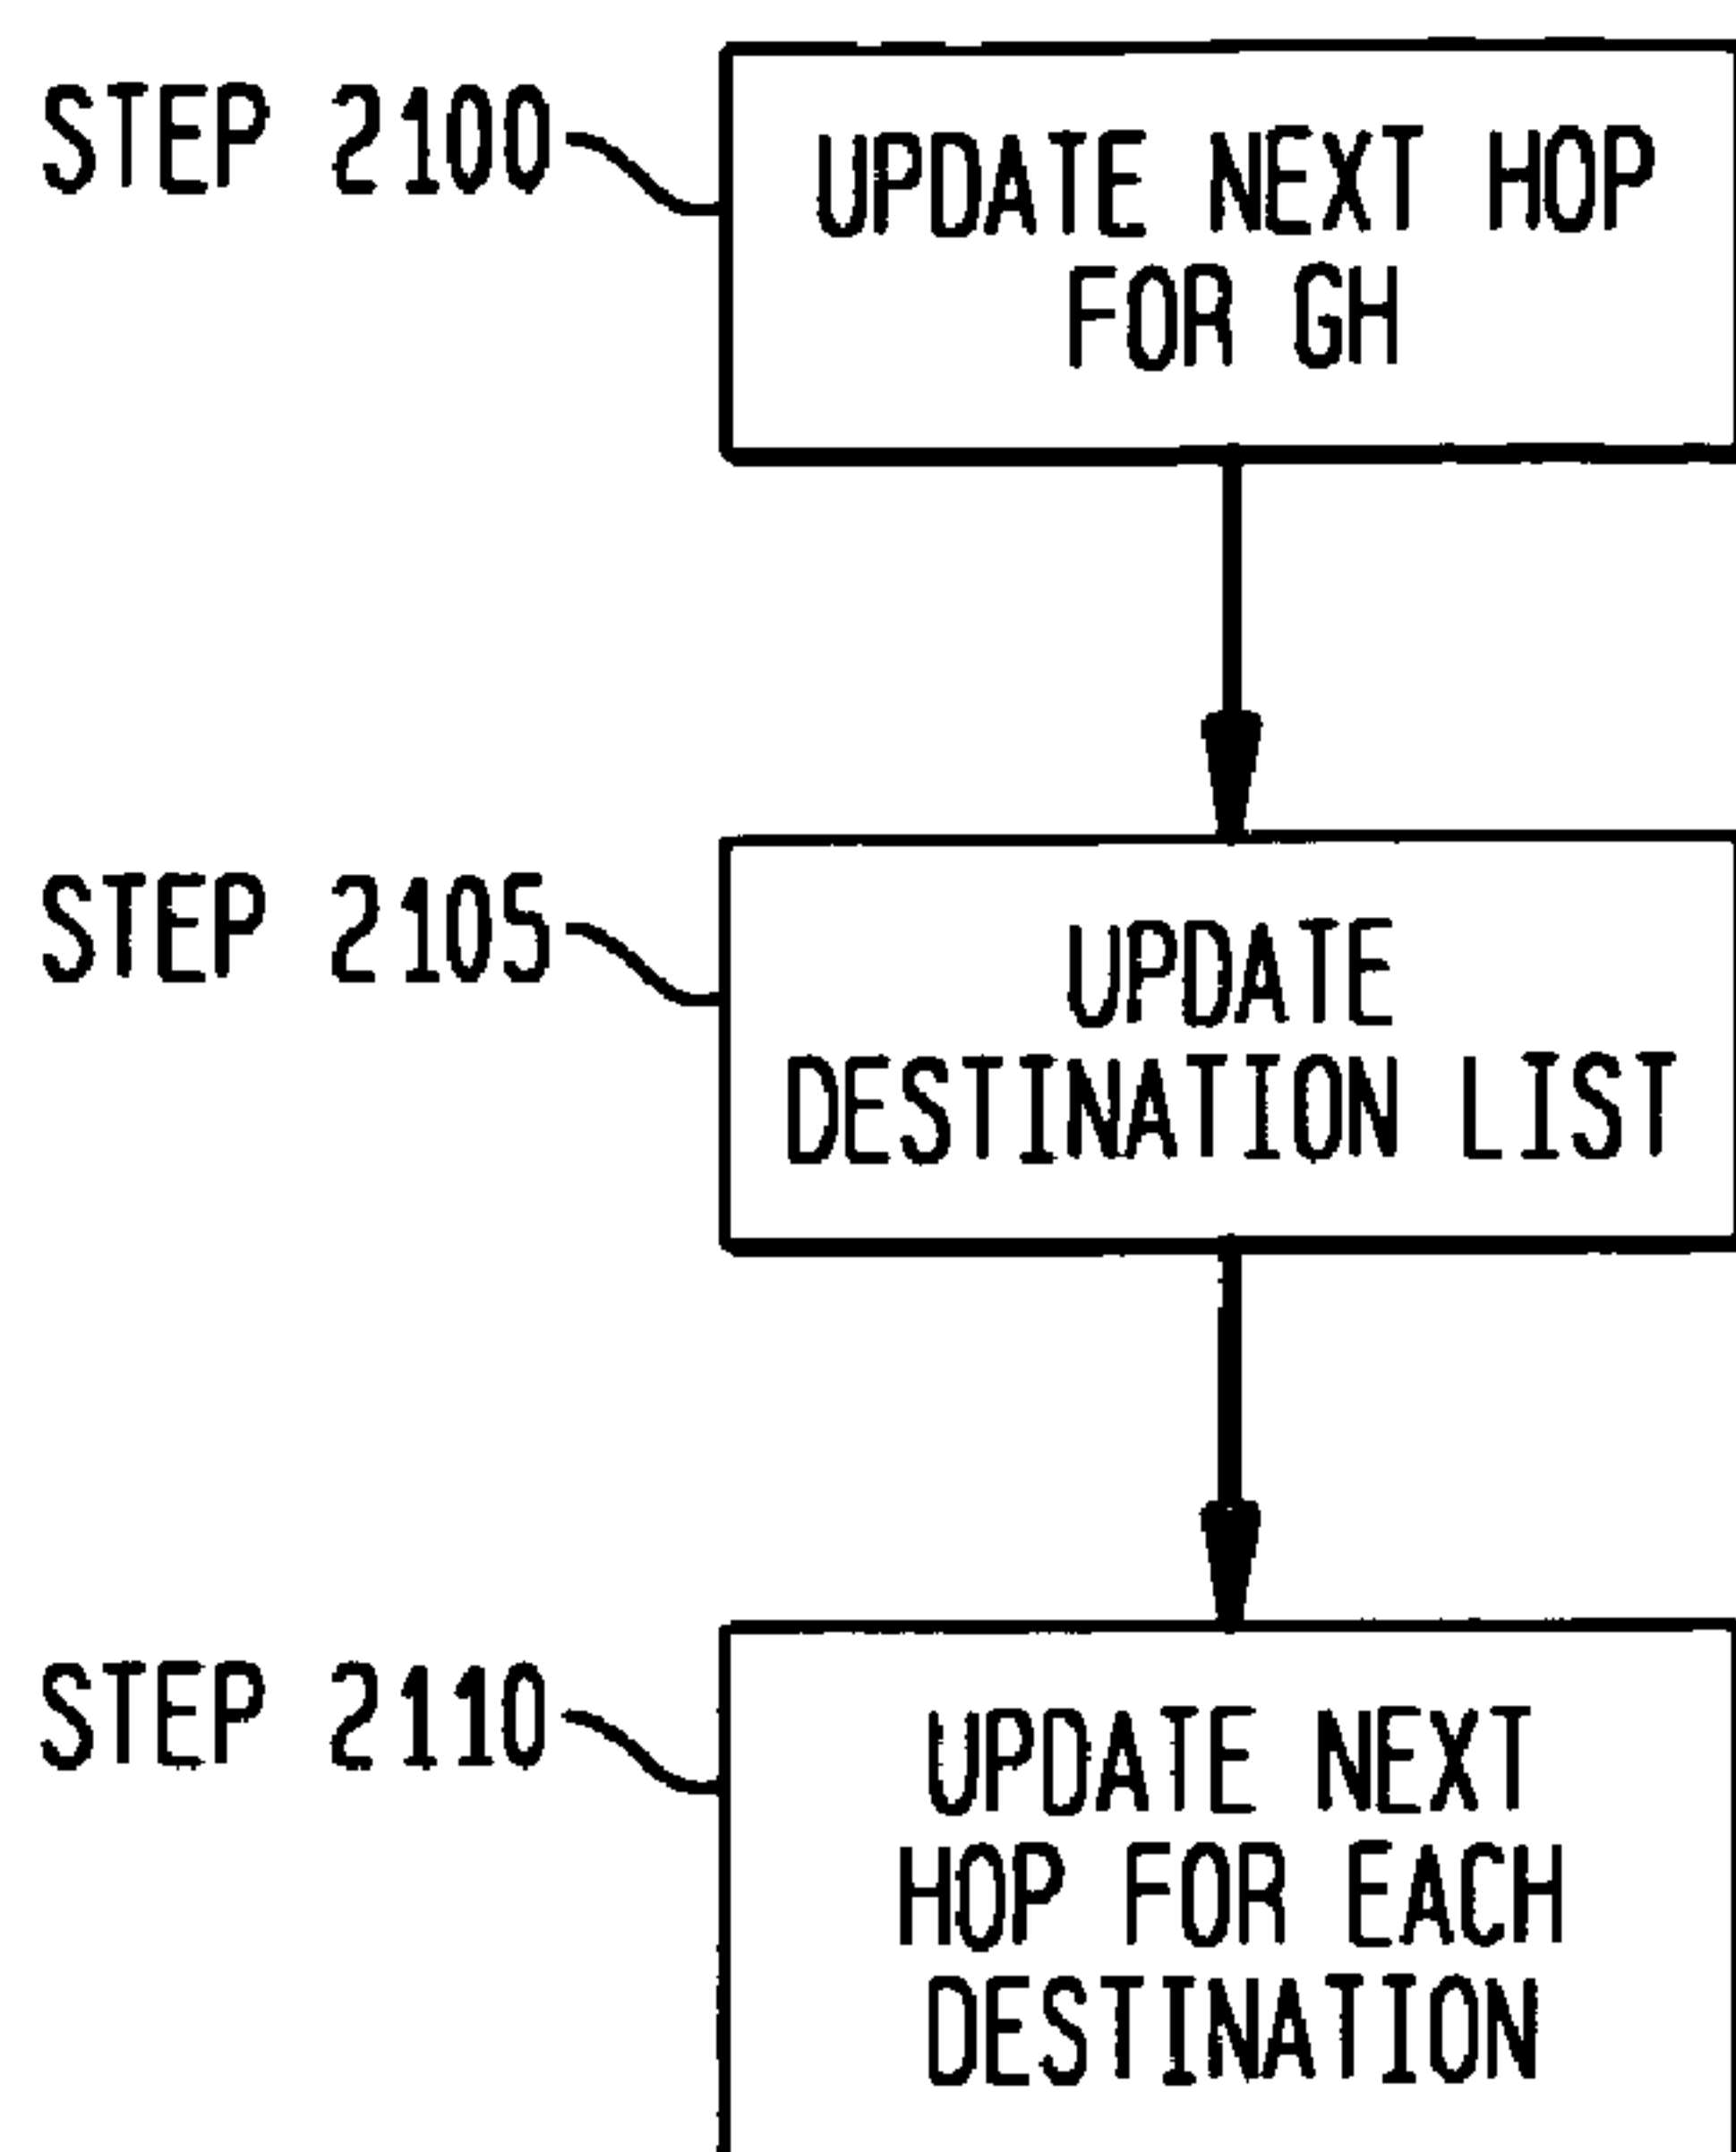 STEP 2100
UPDATE NEXT HOP
FOR GH
STEP 2105
UPDATE
DESTINATION LIST
STEP 2110
UPDATE NEXT
HOP FOR EACH
DESTINATION